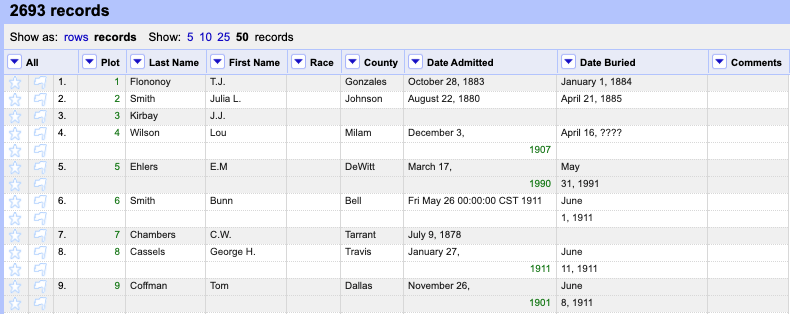 2693 records
Show as: rows records Show: 5 10 25 50 records
All Plot Last Name First Name Race County Date Admitted Date Buried Comments
1. 1 Flononoy T.J. Gonzales October 28, 1883 January 1, 1884
2. 2 Smith Julia L. Johnson August 22, 1880 April 21, 1885
3. 3 Kirbay J.J.
4. 4 Wilson Lou Milam December 3, April 16, ????
1907
5. 5 Ehlers E.M DeWitt March 17, May
1990 31, 1991
6. 6 Smith Bunn Bell Fri May 26 00:00:00 CST 1911 June
1, 1911
7. 7 Chambers C.W. Tarrant July 9, 1878
8. 8 Cassels George H. Travis January 27, June
1911 11, 1911
9. 9 Coffman Tom Dallas November 26, June
1901 8, 1911